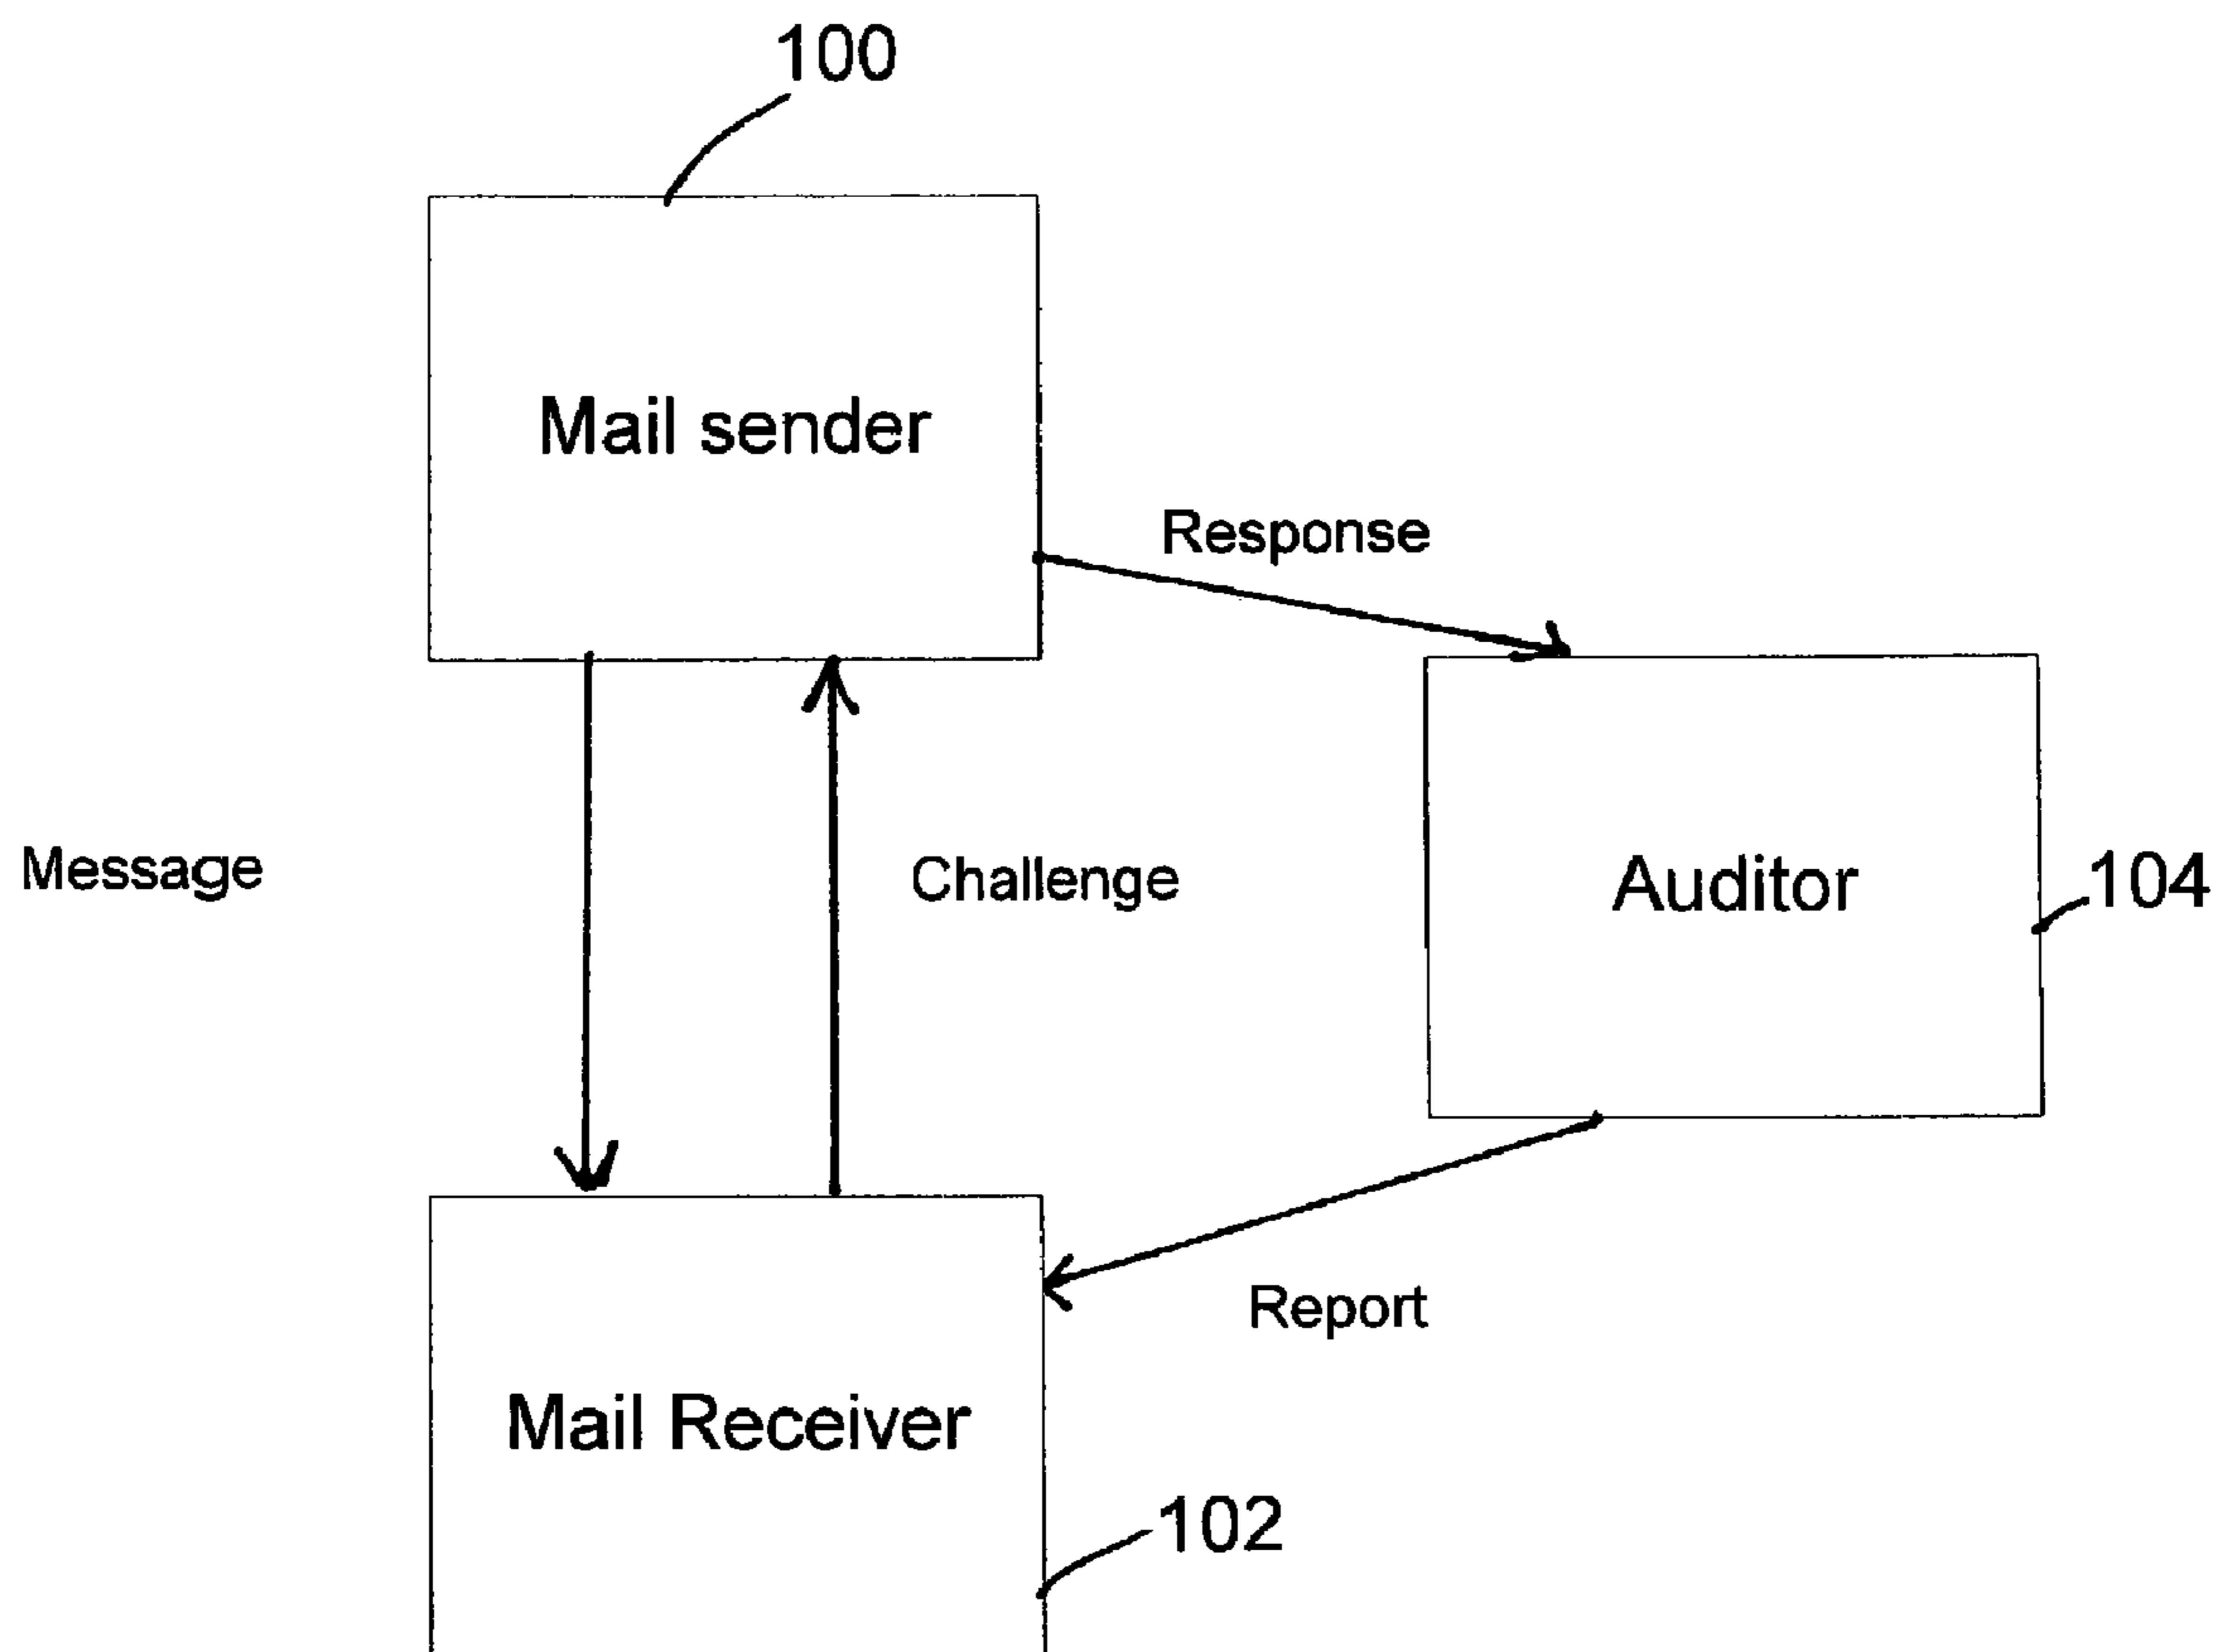 100
Mail sender
Response
Message
Challenge
Auditor
104
Report
Mail Receiver
102